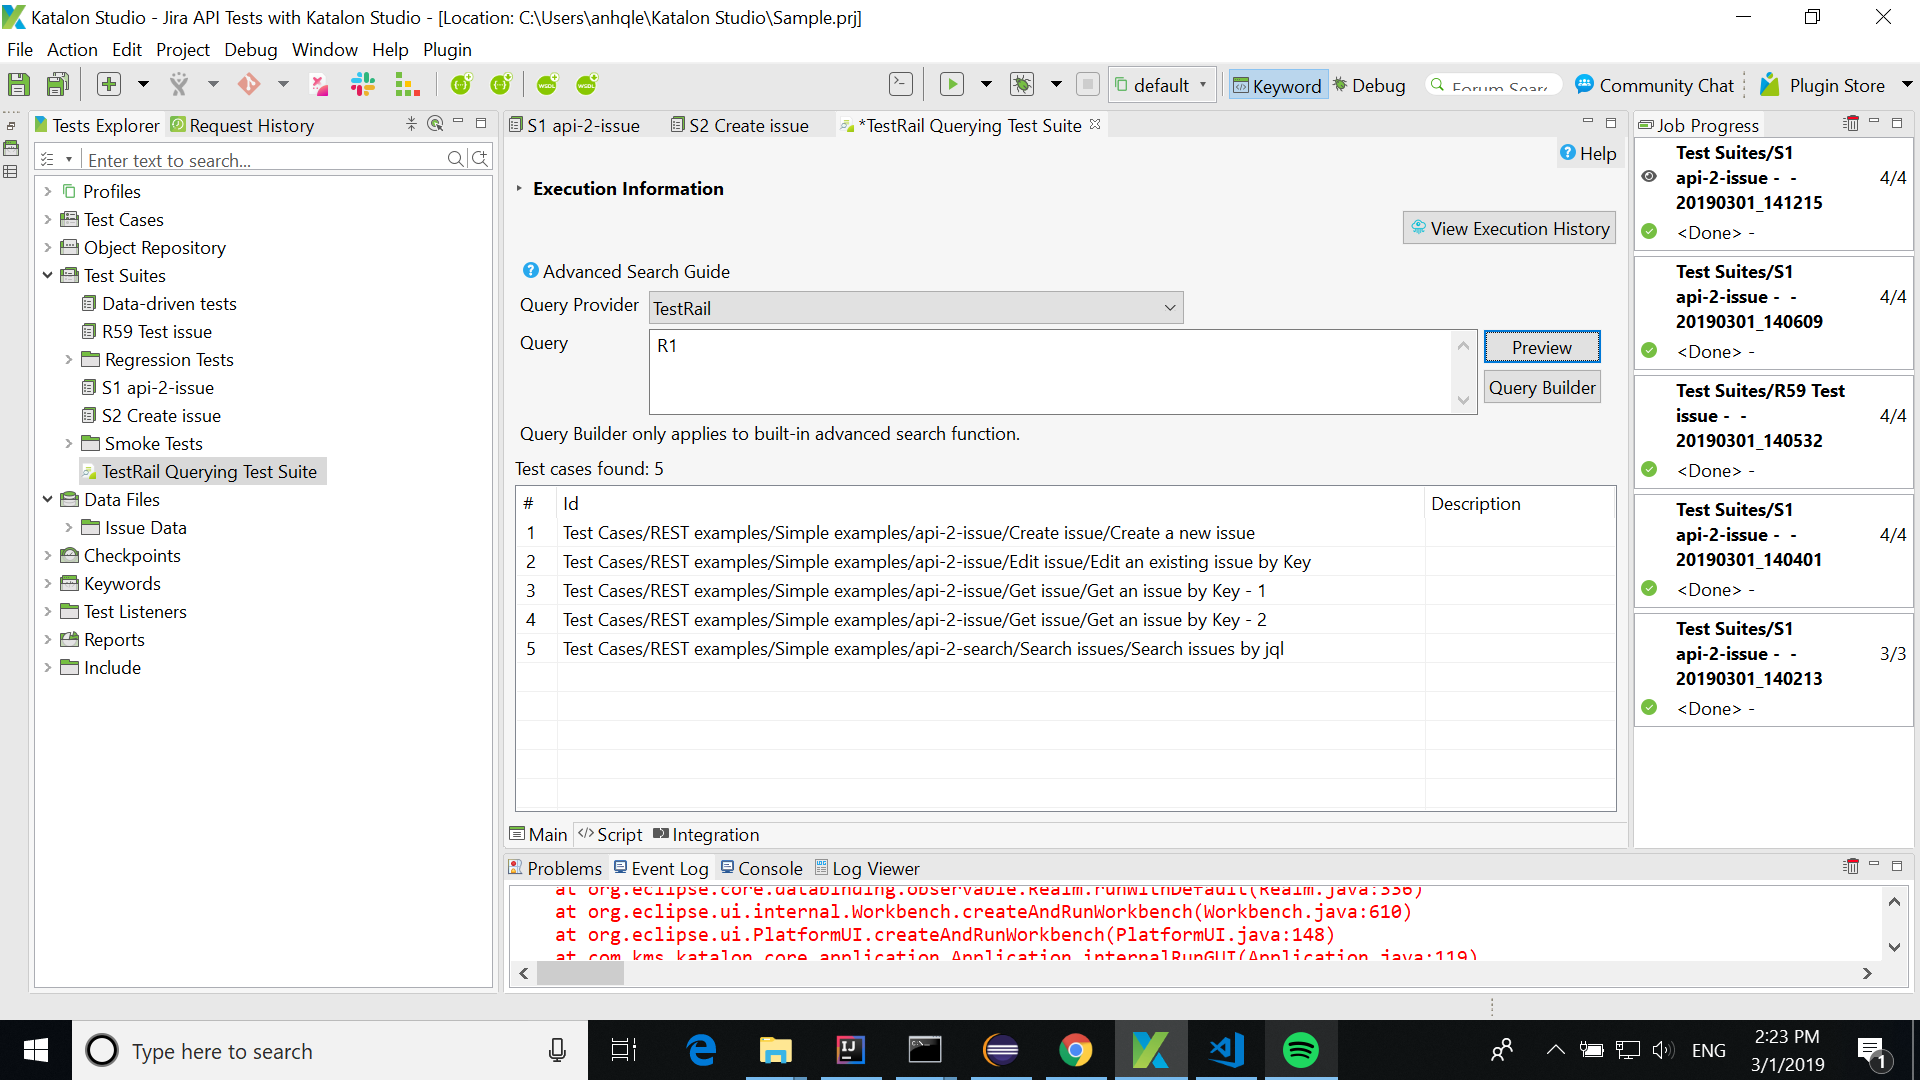 Katalon Studio - Jira API Tests with Katalon Studio - [Location: C:\Users\anhqle\Katalon Studio\Sample.prj]
File Action Edit Project Debug Window Help Plugin
default Keyword Debug Forum Sear Community Chat Plugin Store
Tests Explorer Request History
Enter text to search...
Profiles
Test Cases
Object Repository
Test Suites
Data-driven tests
R59 Test issue
Regression Tests
S1 api-2-issue
S2 Create issue
Smoke Tests
TestRail Querying Test Suite
Data Files
Issue Data
Checkpoints
Keywords
Test Listeners
Reports
Include
S1 api-2-issue S2 Create issue *TestRail Querying Test Suite
Help
Execution Information
View Execution History
Advanced Search Guide
Query Provider TestRail
Query R1 Preview
Query Builder
Query Builder only applies to built-in advanced search function.
Test cases found: 5
# Id Description
1 Test Cases/REST examples/Simple examples/api-2-issue/Create issue/Create a new issue
2 Test Cases/REST examples/Simple examples/api-2-issue/Edit issue/Edit an existing issue by Key
3 Test Cases/REST examples/Simple examples/api-2-issue/Get issue/Get an issue by Key - 1
4 Test Cases/REST examples/Simple examples/api-2-issue/Get issue/Get an issue by Key - 2
5 Test Cases/REST examples/Simple examples/api-2-search/Search issues/Search issues by jql
Main Script Integration
Problems Event Log Console Log Viewer
at org.eclipse.core.databinding.observable.Realm.runWithDefault(Realm.java:336)
at org.eclipse.ui.internal.Workbench.createAndRunWorkbench(Workbench.java:610)
at org.eclipse.ui.PlatformUI.createAndRunWorkbench(PlatformUI.java:148)
at com.kms.katalon.core.application.Application.internalRunGUI(Application.java:119)
Job Progress
Test Suites/S1
api-2-issue - - 4/4
20190301_141215
<Done> -
Test Suites/S1
api-2-issue - - 4/4
20190301_140609
<Done> -
Test Suites/R59 Test
issue - - 4/4
20190301_140532
<Done> -
Test Suites/S1
api-2-issue - - 4/4
20190301_140401
<Done> -
Test Suites/S1
api-2-issue - - 3/3
20190301_140213
<Done> -
Type here to search
ENG
2:23 PM
3/1/2019
1